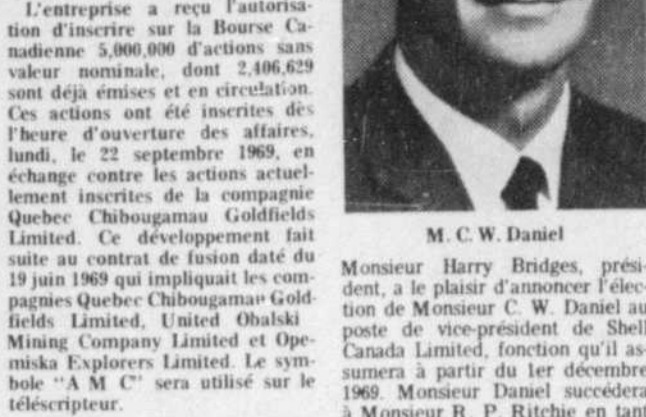 L'entreprise a reçu l'autorisa-
tion d'inscrire sur la Bourse Ca-
nadienne 5,000,000 d'actions sans
valeur nominale, dont 2,406,629
sont déjà émises et en circulation.
Ces actions ont été inscrites dès
l'heure d'ouverture des affaires,
lundi, le 22 septembre 1969, en
échange contre les actions actuel-
lement inscrites de la compagnie
Quebec Chibougamau Goldfields
Limited. Ce développement fait
suite au contrat de fusion daté du
19 juin 1969 qui impliquait les com-
pagnies Quebec Chibougamau Gold-
fields Limited, United Obalski
Mining Company Limited et Ope-
miska Explorers Limited. Le sym-
bole "A M C" sera utilisé sur le
téléscripteur.
M. C. W. Daniel
Monsieur Harry Bridges, prési-
dent, a le plaisir d'annoncer l'élec-
tion de Monsieur C. W. Daniel au
poste de vice-président de Shell
Canada Limited, fonction qu'il as-
sumera à partir du 1er décembre
1969. Monsieur Daniel succédera
à Monsieur R. P. Ritchie en tant